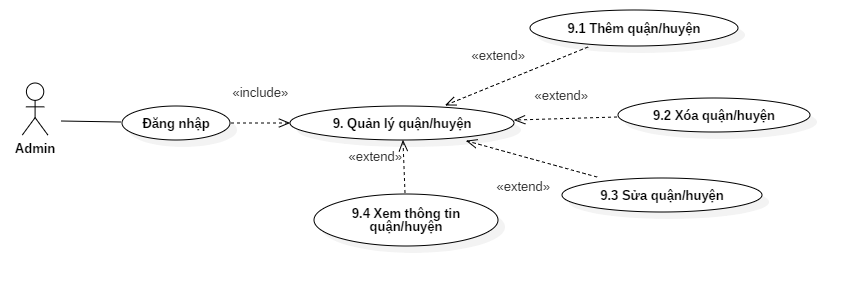 9.1 Thêm quận/huyện
«extend»
«include»
«extend»
Đăng nhập
9. Quản lý quận/huyện
9.2 Xóa quận/huyện
Admin
«extend»
«extend»
9.3 Sửa quận/huyện
9.4 Xem thông tin
quận/huyện